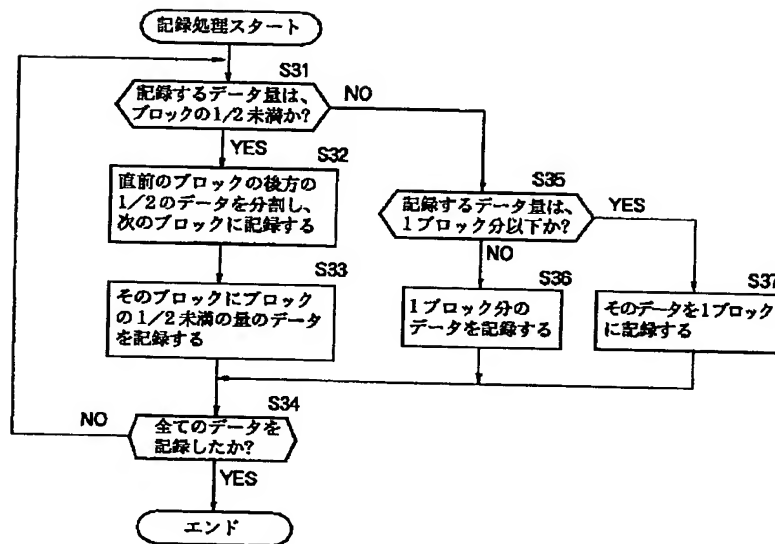 記録処理スタート
S31
記録するデータ量は、
ブロックの1/2未満か?
NO
YES
S32
直前のブロックの後方の
1/2のデータを分割し、
次のブロックに記録する
S33
そのブロックにブロック
の1/2未満の量のデータ
を記録する
S35
記録するデータ量は、
1ブロック分以下か?
YES
NO
S36
1ブロック分の
データを記録する
S37
そのデータを1ブロック
に記録する
S34
全てのデータを
記録したか?
NO
YES
エンド